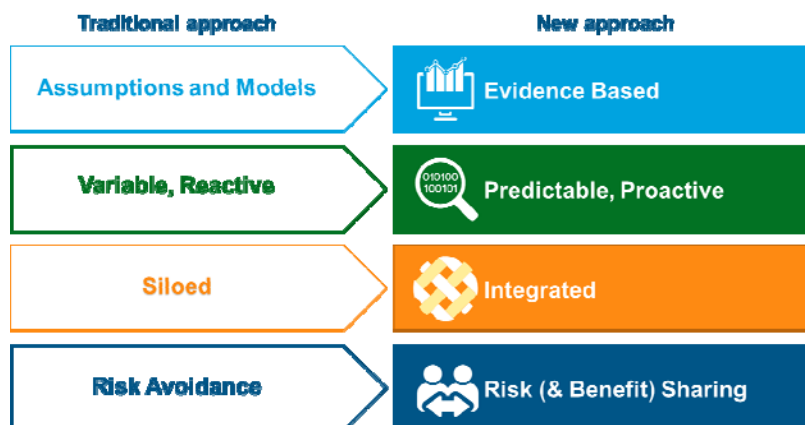 Traditional approach
New approach
Assumptions and Models
Evidence Based
Variable, Reactive
010100
100101
Predictable, Proactive
Siloed
Integrated
Risk Avoidance
Risk (& Benefit) Sharing